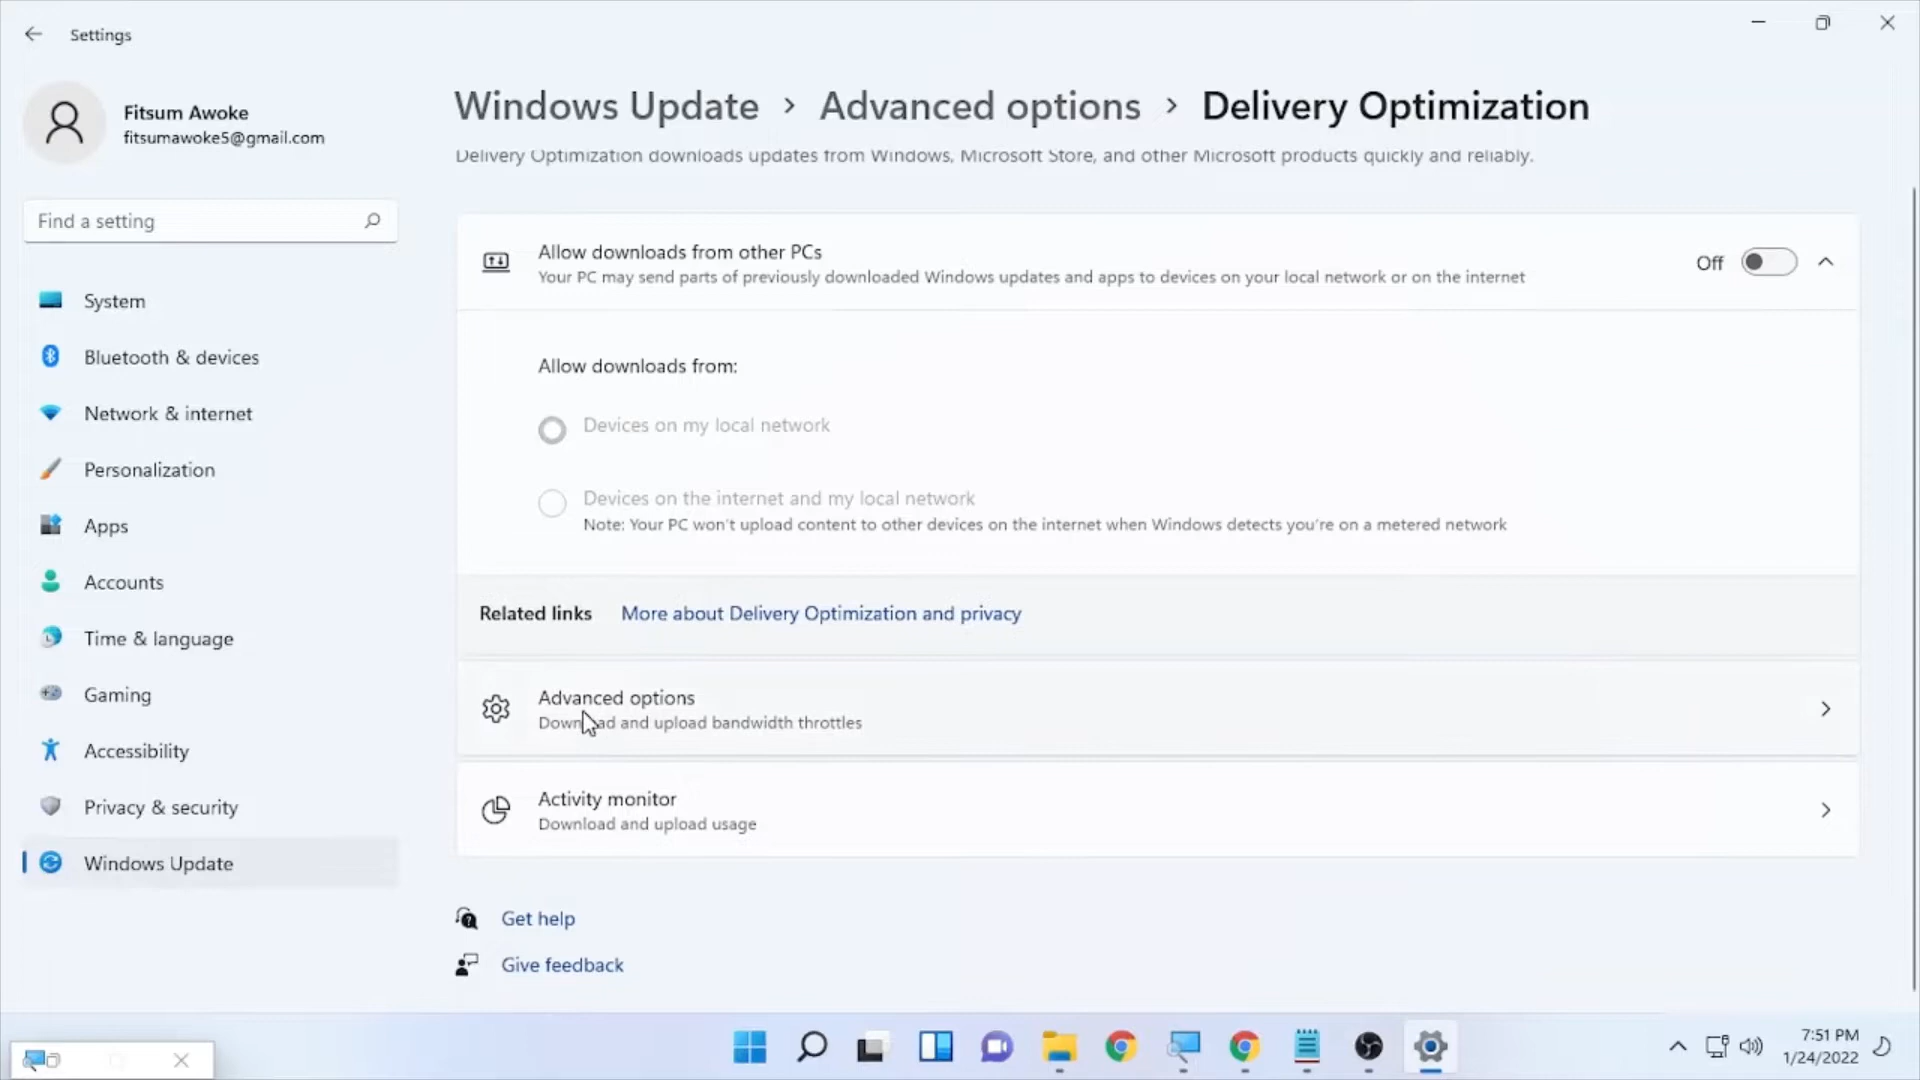 Settings
Fitsum Awoke
fitsumawoke5@gmail.com
Find a setting
System
Bluetooth & devices
Network & internet
Personalization
Apps
Accounts
Time & language
Gaming
Accessibility
Privacy & security
Windows Update
Windows Update > Advanced options > Delivery Optimization
Delivery Optimization downloads updates from Windows, Microsoft Store, and other Microsoft products quickly and reliably.
Allow downloads from other PCs
Your PC may send parts of previously downloaded Windows updates and apps to devices on your local network or on the internet
Off
Allow downloads from:
Devices on my local network
Devices on the internet and my local network
Note: Your PC won't upload content to other devices on the internet when Windows detects you're on a metered network
Related links More about Delivery Optimization and privacy
Advanced options
Download and upload bandwidth throttles
Activity monitor
Download and upload usage
Get help
Give feedback
7:51 PM
1/24/2022